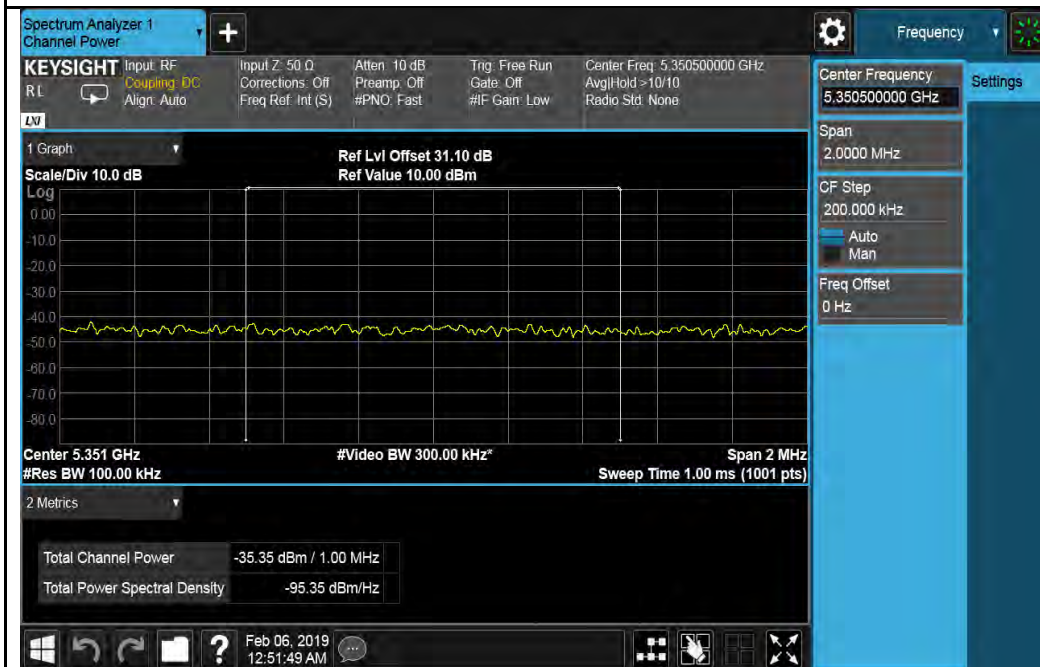 Spectrum Analyzer 1
Channel Power
+
Frequency
KEYSIGHT
RL
LXI
Input: RF
Coupling: DC
Align: Auto
Input Z: 50 Ω
Corrections: Off
Freq Ref: Int (S)
Atten: 10 dB
Preamp: Off
#PNO: Fast
Trig: Free Run
Gate: Off
#IF Gain: Low
Center Freq: 5.350500000 GHz
Avg|Hold >10/10
Radio Std: None
Center Frequency
5.350500000 GHz
Settings
Span
2.0000 MHz
CF Step
200.000 kHz
Auto
Man
Freq Offset
0 Hz
1 Graph
Scale/Div 10.0 dB
Ref Lvl Offset 31.10 dB
Ref Value 10.00 dBm
Log
0.00
-10.0
-20.0
-30.0
-40.0
-50.0
-60.0
-70.0
-80.0
Center 5.351 GHz
#Video BW 300.00 kHz*
Span 2 MHz
#Res BW 100.00 kHz
Sweep Time 1.00 ms (1001 pts)
2 Metrics
Total Channel Power -35.35 dBm / 1.00 MHz
Total Power Spectral Density -95.35 dBm/Hz
?
Feb 06, 2019
12:51:49 AM